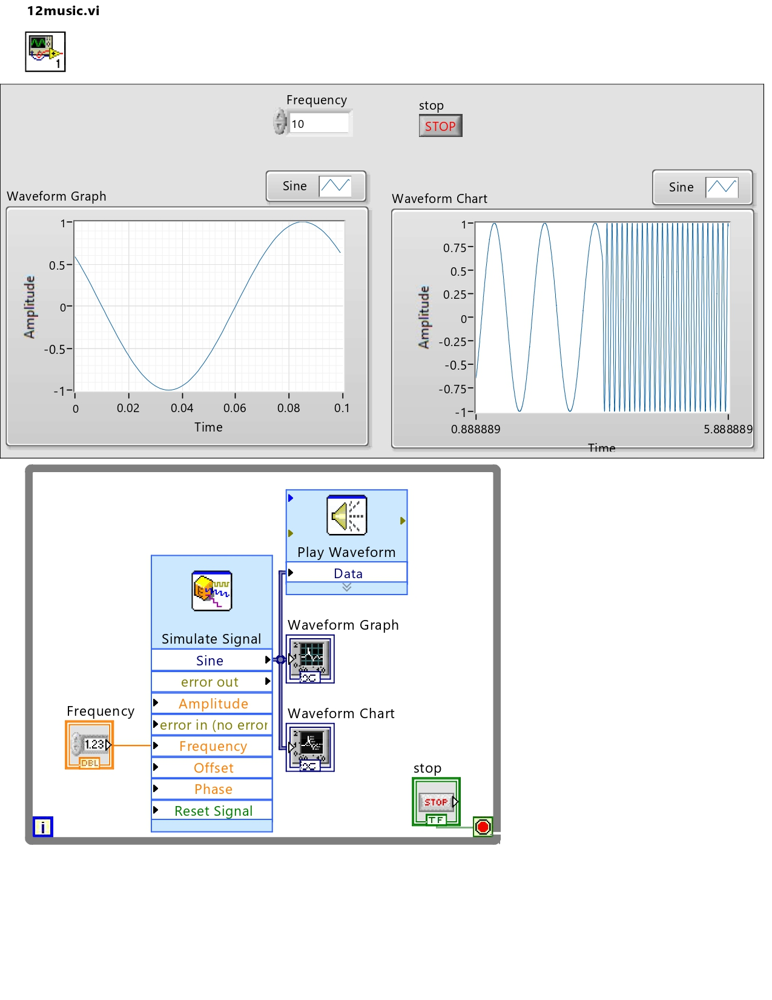 12music.vi
1
Frequency
10
stop
STOP
Sine
Waveform Graph
1
0.5
0
-0.5
-1
Amplitude
0
0.02
0.04
0.06
0.08
0.1
Time
Sine
Waveform Chart
1
0.75
0.5
0.25
0
-0.25
-0.5
-0.75
-1
Amplitude
0.888889
5.888889
Time
Play Waveform
Data
Simulate Signal
Sine
error out
Amplitude
error in (no error
Frequency
Offset
Phase
Reset Signal
Waveform Graph
Waveform Chart
Frequency
1.23
DBL
stop
STOP
TF
i